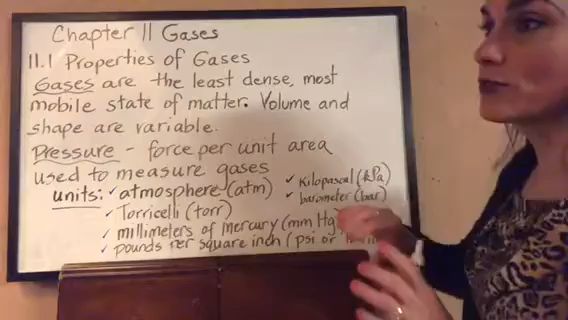 Chapter 11 Gases
11.1 Properties of Gases
Gases are the least dense, most
mobile state of matter. Volume and
shape are variable.
Pressure - force per unit area
used to measure gases
units: ✓ atmosphere (atm)
✓ Torricelli (torr)
✓ millimeters of Mercury (mm Hg
✓ pounds per square inch (psi or
✓ Kilopascal (kPa)
✓ barometer (bar)